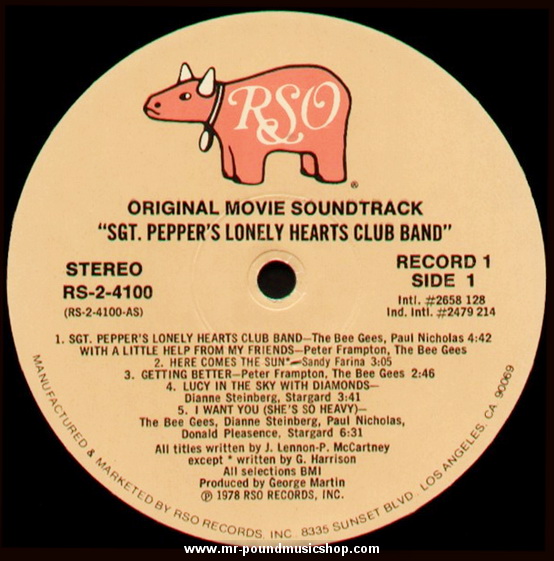 RSO
®
ORIGINAL MOVIE SOUNDTRACK
"SGT. PEPPER'S LONELY HEARTS CLUB BAND"
STEREO
RS-2-4100
(RS-2-4100-AS)
RECORD 1
SIDE 1
Intl. #2658 128
Ind. Intl. #2479 214
1. SGT. PEPPER'S LONELY HEARTS CLUB BAND—The Bee Gees, Paul Nicholas 4:42
WITH A LITTLE HELP FROM MY FRIENDS—Peter Frampton, The Bee Gees
2. HERE COMES THE SUN*—Sandy Farina 3:05
3. GETTING BETTER—Peter Frampton, The Bee Gees 2:46
4. LUCY IN THE SKY WITH DIAMONDS—
Dianne Steinberg, Stargard 3:41
5. I WANT YOU (SHE'S SO HEAVY)—
The Bee Gees, Dianne Steinberg, Paul Nicholas,
Donald Pleasence, Stargard 6:31
All titles written by J. Lennon-P. McCartney
except * written by G. Harrison
All selections BMI
Produced by George Martin
℗ 1978 RSO RECORDS, INC.
MANUFACTURED & MARKETED BY RSO RECORDS, INC. 8335 SUNSET BLVD. LOS ANGELES, CA 90069
www.mr-poundmusicshop.com